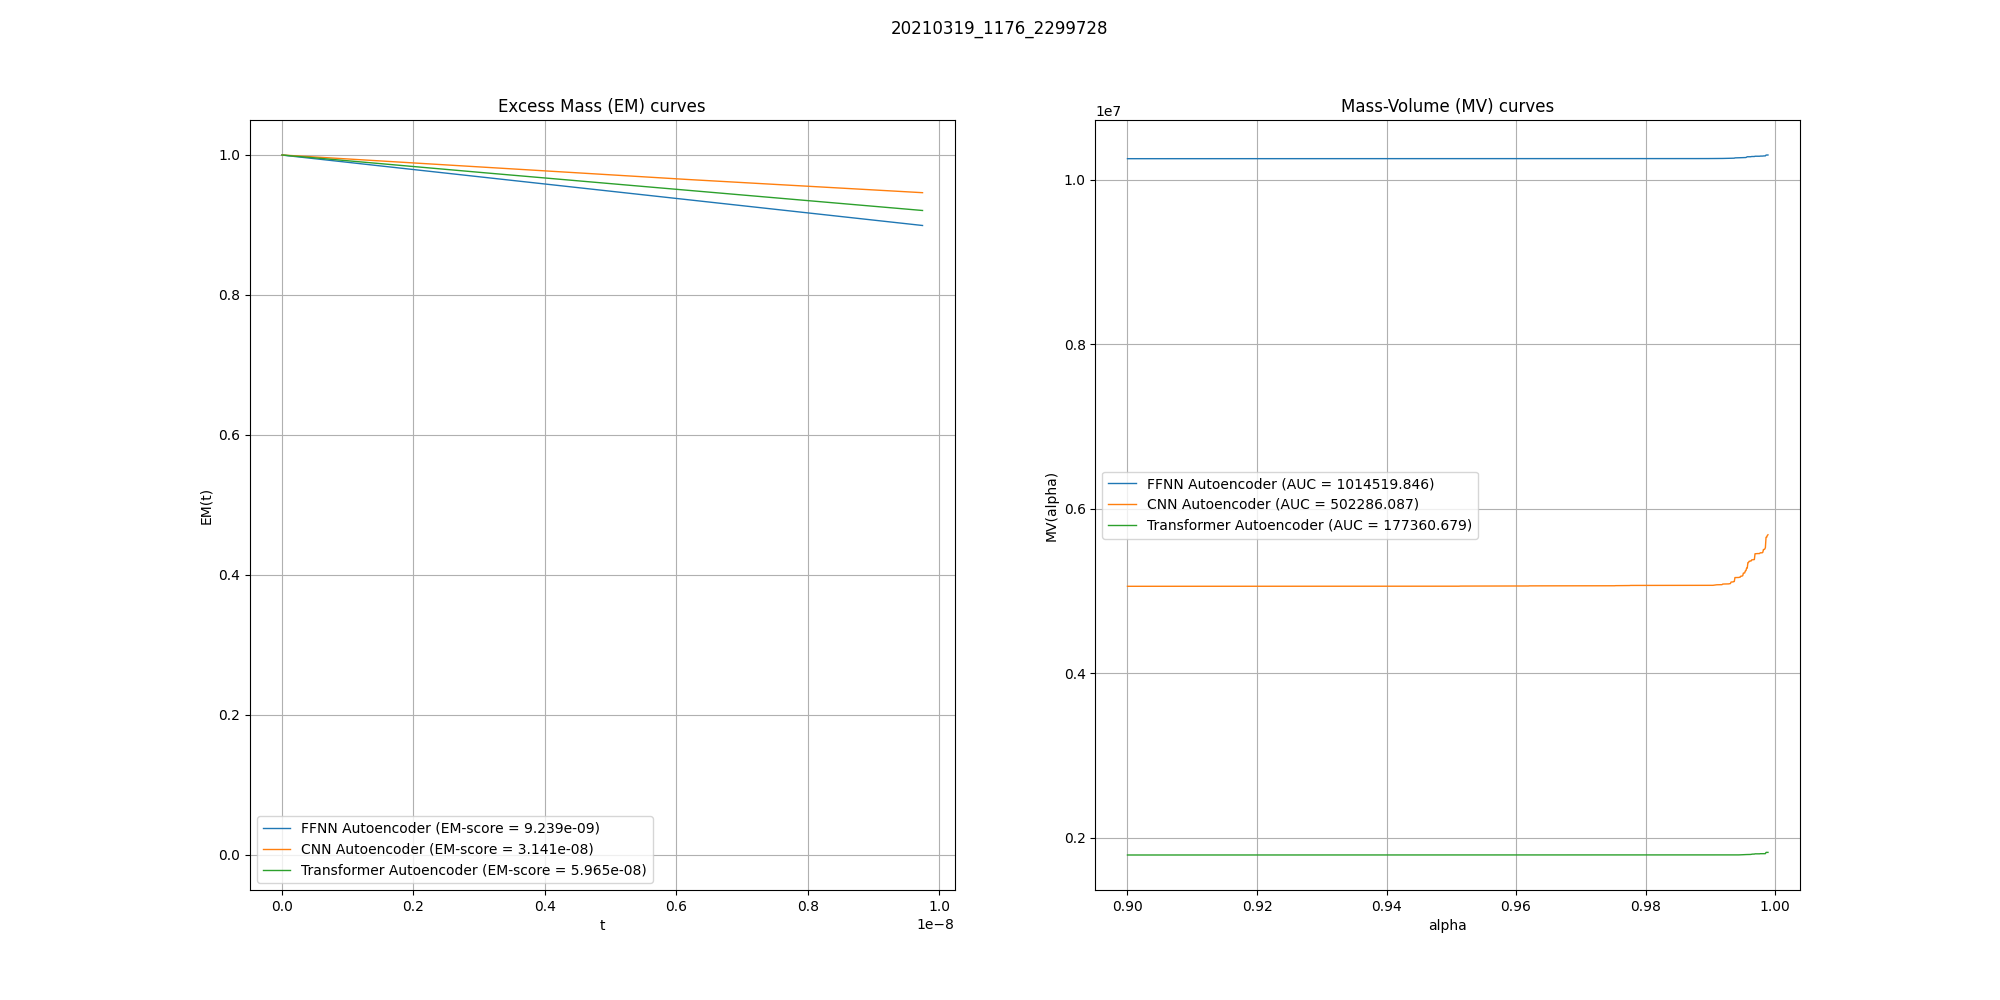 20210319_1176_2299728
Excess Mass (EM) curves
EM(t)
1.0
0.8
0.6
0.4
0.2
0.0
FFNN Autoencoder (EM-score = 9.239e-09)
CNN Autoencoder (EM-score = 3.141e-08)
Transformer Autoencoder (EM-score = 5.965e-08)
0.0 0.2 0.4 0.6 0.8 1.0
1e−8
t
Mass-Volume (MV) curves
1e7
MV(alpha)
1.0
0.8
0.6
0.4
0.2
FFNN Autoencoder (AUC = 1014519.846)
CNN Autoencoder (AUC = 502286.087)
Transformer Autoencoder (AUC = 177360.679)
0.90 0.92 0.94 0.96 0.98 1.00
alpha